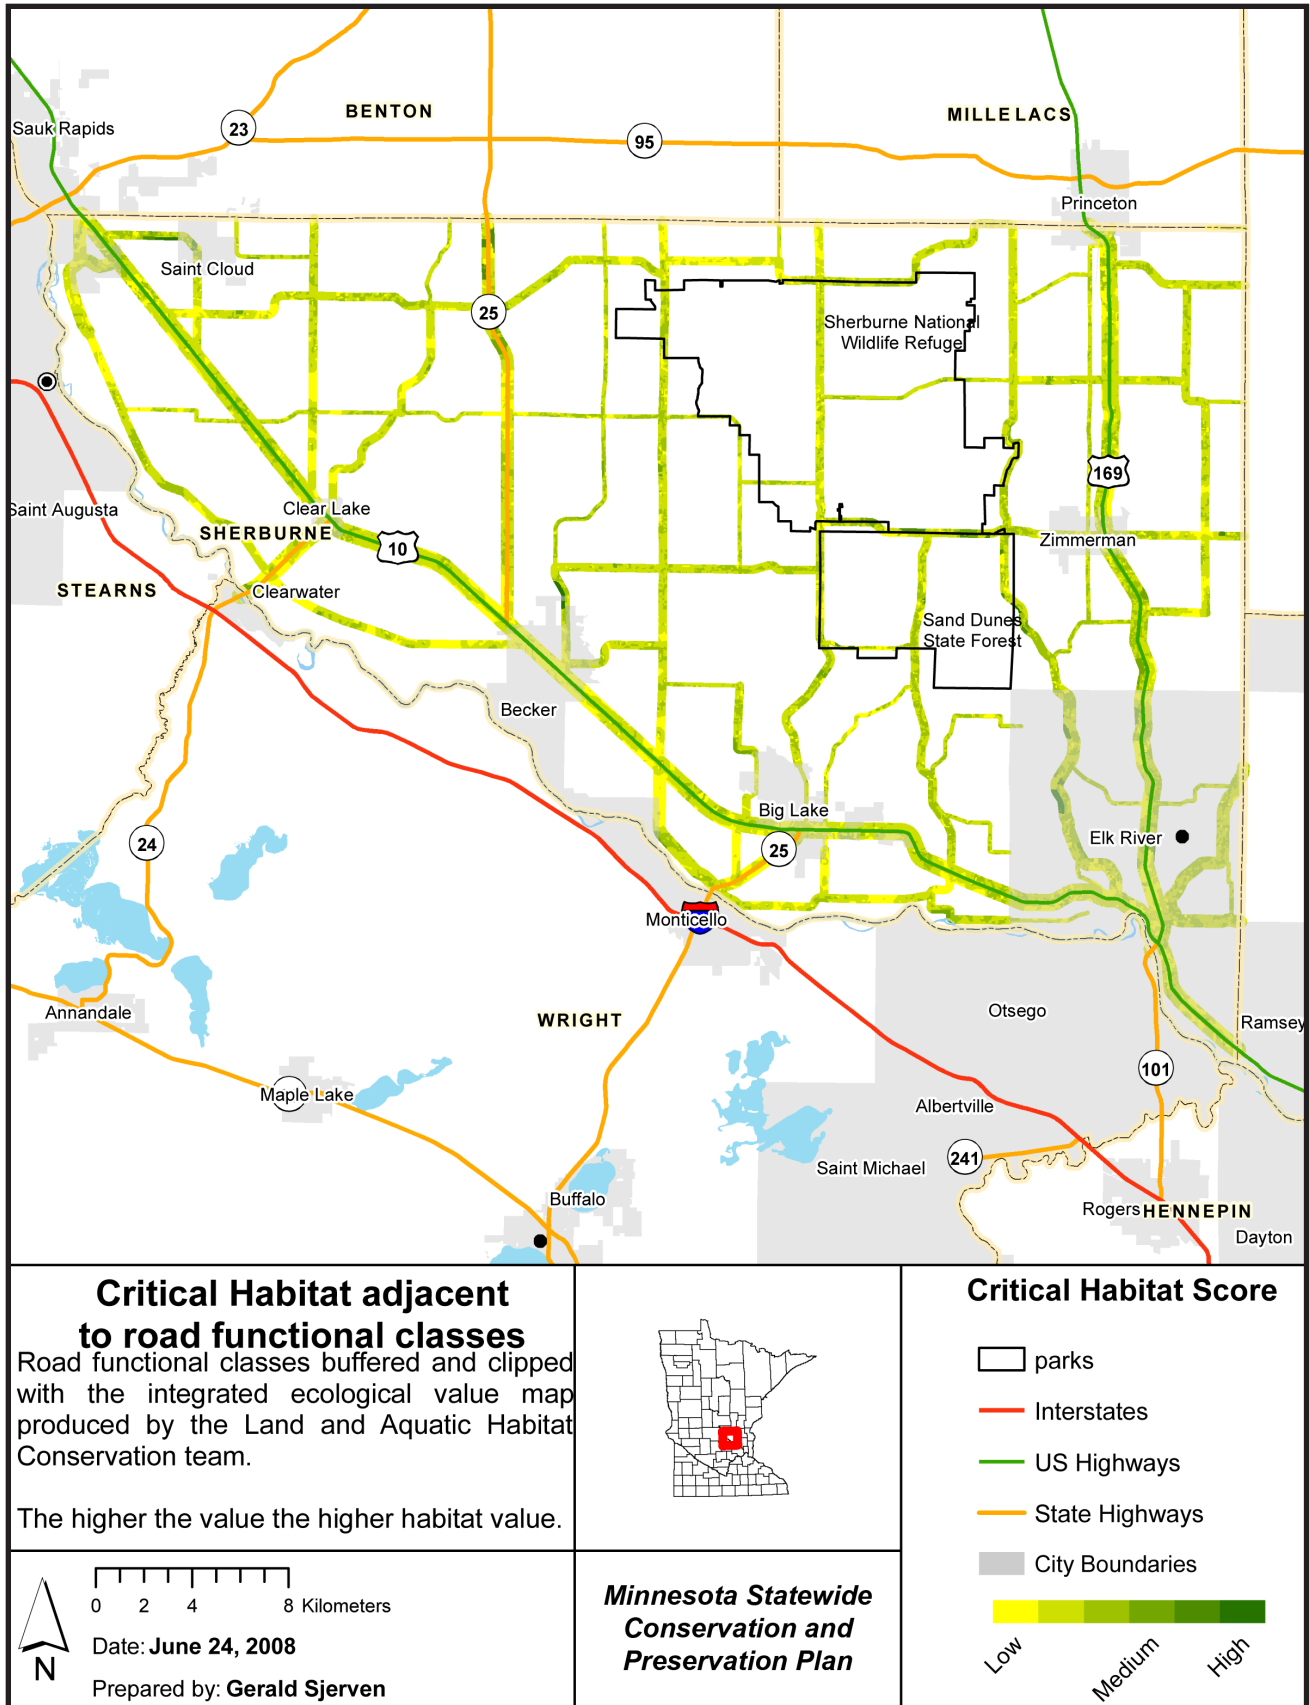 BENTON
MILLE LACS
Sauk Rapids
23
95
Princeton
Saint Cloud
25
Sherburne National
Wildlife Refuge
169
Saint Augusta
Clear Lake
SHERBURNE
10
Zimmerman
STEARNS
Clearwater
Sand Dunes
State Forest
Becker
Big Lake
24
25
Elk River
Monticello
Annandale
WRIGHT
Otsego
Ramsey
101
Maple Lake
Albertville
241
Saint Michael
Buffalo
Rogers
HENNEPIN
Dayton
Critical Habitat adjacent
to road functional classes
Road functional classes buffered and clipped
with the integrated ecological value map
produced by the Land and Aquatic Habitat
Conservation team.
The higher the value the higher habitat value.
0 2 4 8 Kilometers
N
Date: June 24, 2008
Prepared by: Gerald Sjerven
Minnesota Statewide
Conservation and
Preservation Plan
Critical Habitat Score
parks
Interstates
US Highways
State Highways
City Boundaries
Low
Medium
High